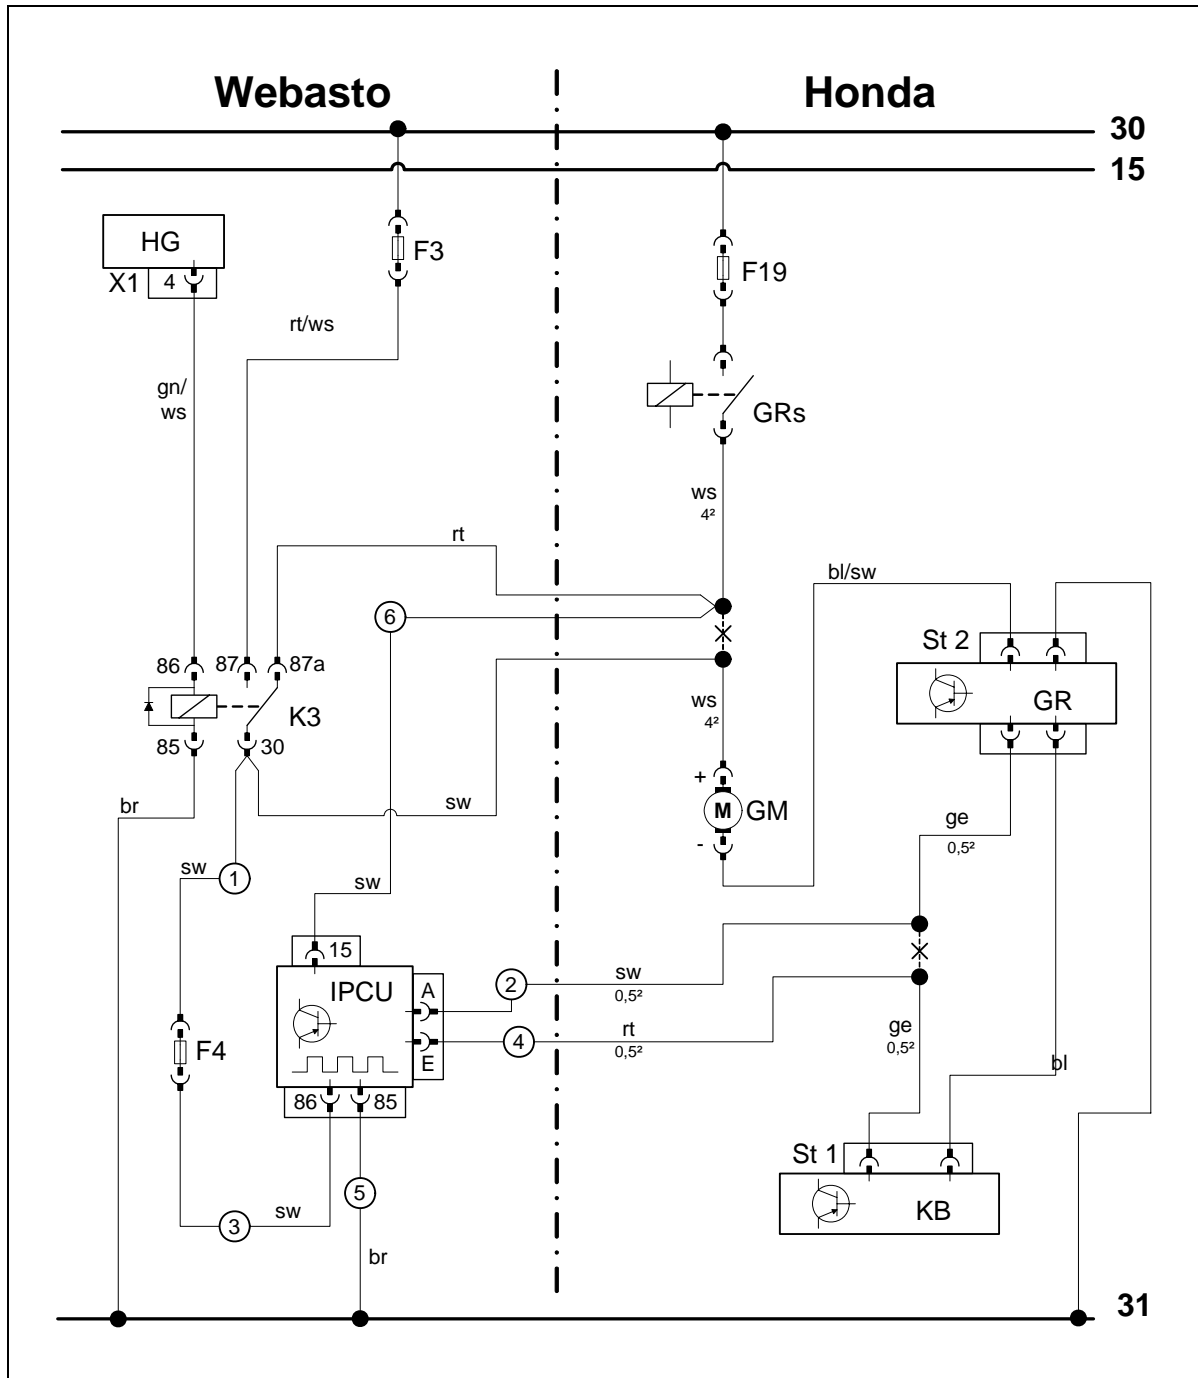 Webasto
Honda
30
15
HG
X1
4
F3
F19
rt/ws
gn/
ws
GRs
ws
4²
rt
bl/sw
6
St 2
86
87
87a
GR
K3
ws
4²
85
30
+
M
GM
-
br
sw
ge
0,5²
sw
1
sw
15
IPCU
A
2
sw
0,5²
F4
E
4
rt
0,5²
ge
0,5²
bl
86
85
St 1
5
3
sw
KB
br
31